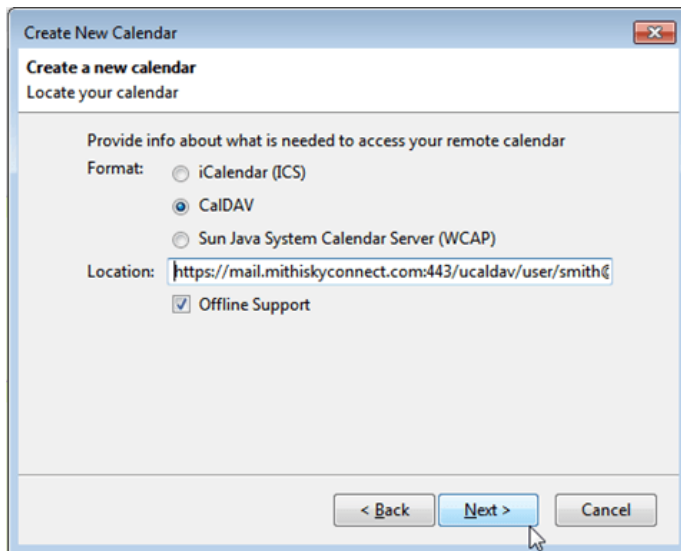 Create New Calendar
Create a new calendar
Locate your calendar
Provide info about what is needed to access your remote calendar
Format: iCalendar (ICS)
CalDAV
Sun Java System Calendar Server (WCAP)
Location: https://mail.mithiskyconnect.com:443/ucaldav/user/smith@
Offline Support
< Back Next > Cancel